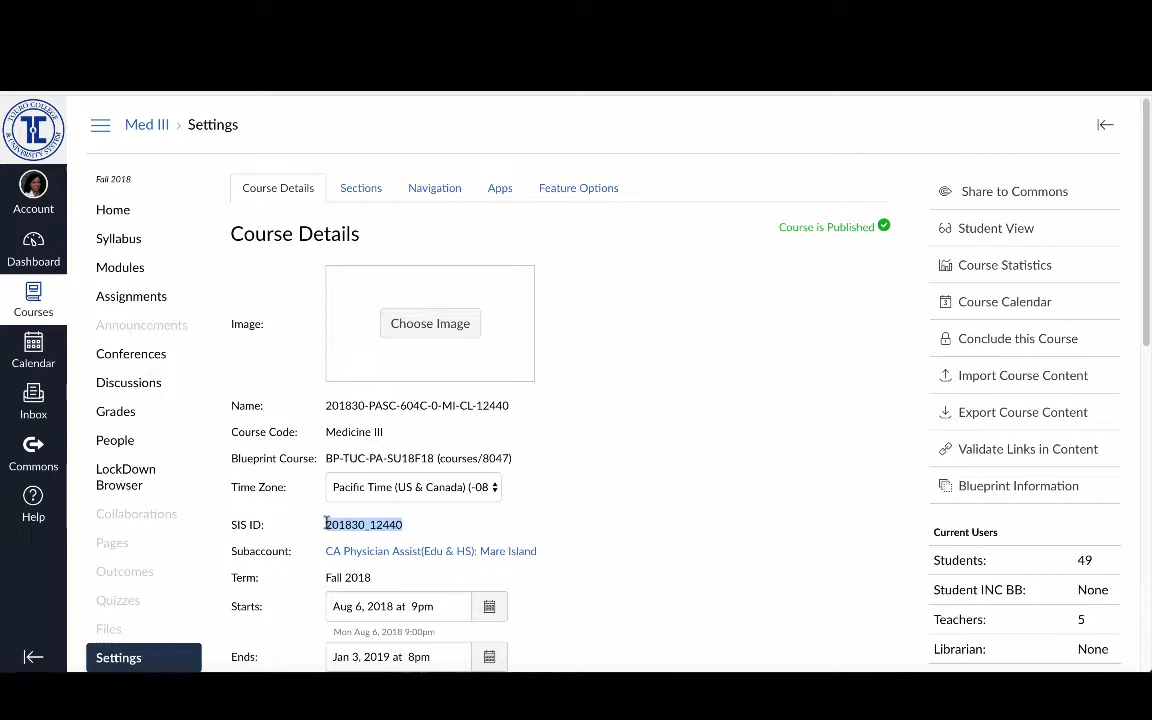 TOURO COLLEGE
& UNIVERSITY SYSTEM
Account
Dashboard
Courses
Calendar
Inbox
Commons
Help
Med III › Settings
Fall 2018
Home
Syllabus
Modules
Assignments
Announcements
Conferences
Discussions
Grades
People
LockDown
Browser
Collaborations
Pages
Outcomes
Quizzes
Files
Settings
Course Details Sections Navigation Apps Feature Options
Course Details
Course is Published
Image:
Choose Image
Name: 201830-PASC-604C-0-MI-CL-12440
Course Code: Medicine III
Blueprint Course: BP-TUC-PA-SU18F18 (courses/8047)
Time Zone: Pacific Time (US & Canada) (-08
SIS ID: 201830_12440
Subaccount: CA Physician Assist(Edu & HS): Mare Island
Term: Fall 2018
Starts: Aug 6, 2018 at 9pm
Mon Aug 6, 2018 9:00pm
Ends: Jan 3, 2019 at 8pm
Share to Commons
Student View
Course Statistics
Course Calendar
Conclude this Course
Import Course Content
Export Course Content
Validate Links in Content
Blueprint Information
Current Users
Students: 49
Student INC BB: None
Teachers: 5
Librarian: None